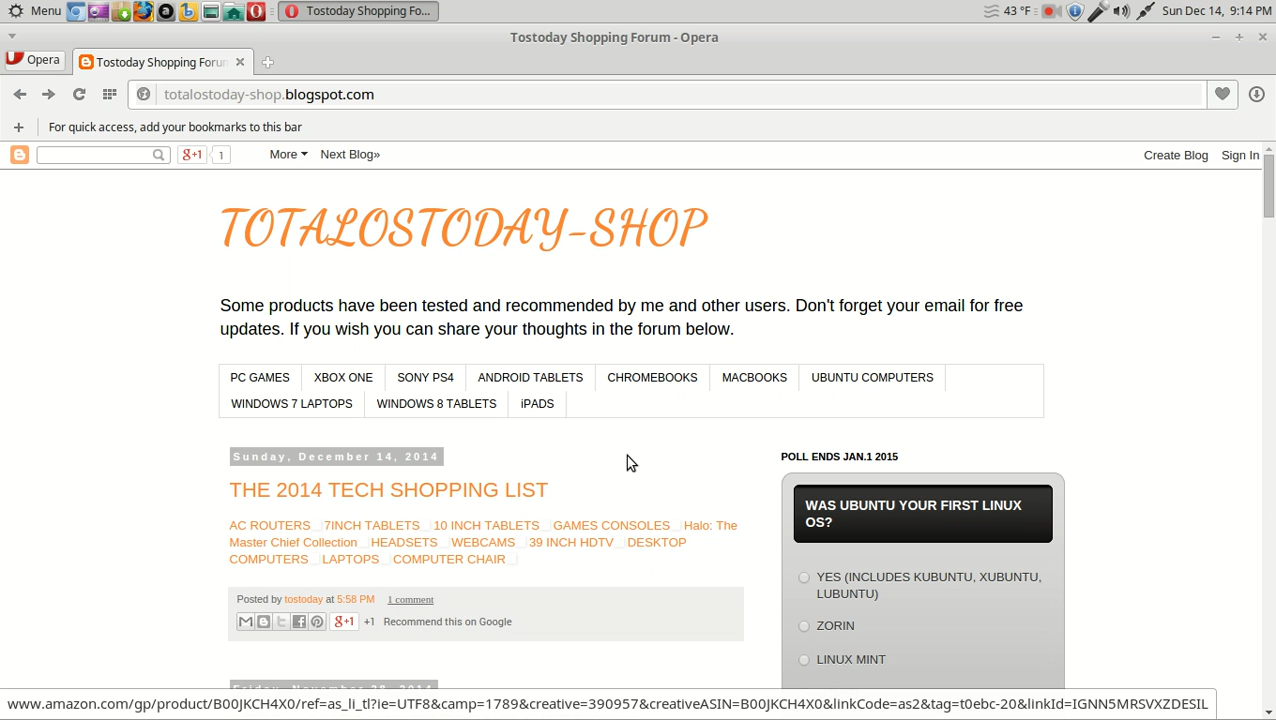 Menu Tostoday Shopping Fo... 43 °F Sun Dec 14, 9:14 PM
Tostoday Shopping Forum - Opera
Opera Tostoday Shopping Forum
totalostoday-shop.blogspot.com
For quick access, add your bookmarks to this bar
g+1 1 More Next Blog» Create Blog Sign In
TOTALOSTODAY-SHOP
Some products have been tested and recommended by me and other users. Don't forget your email for free
updates. If you wish you can share your thoughts in the forum below.
PC GAMES XBOX ONE SONY PS4 ANDROID TABLETS CHROMEBOOKS MACBOOKS UBUNTU COMPUTERS
WINDOWS 7 LAPTOPS WINDOWS 8 TABLETS iPADS
Sunday, December 14, 2014
THE 2014 TECH SHOPPING LIST
AC ROUTERS 7INCH TABLETS 10 INCH TABLETS GAMES CONSOLES Halo: The
Master Chief Collection HEADSETS WEBCAMS 39 INCH HDTV DESKTOP
COMPUTERS LAPTOPS COMPUTER CHAIR
Posted by tostoday at 5:58 PM 1 comment
g+1 +1 Recommend this on Google
Friday, November 28, 2014
POLL ENDS JAN.1 2015
WAS UBUNTU YOUR FIRST LINUX
OS?
YES (INCLUDES KUBUNTU, XUBUNTU,
LUBUNTU)
ZORIN
LINUX MINT
www.amazon.com/gp/product/B00JKCH4X0/ref=as_li_tl?ie=UTF8&camp=1789&creative=390957&creativeASIN=B00JKCH4X0&linkCode=as2&tag=t0ebc-20&linkId=IGNN5MRSVXZDESIL